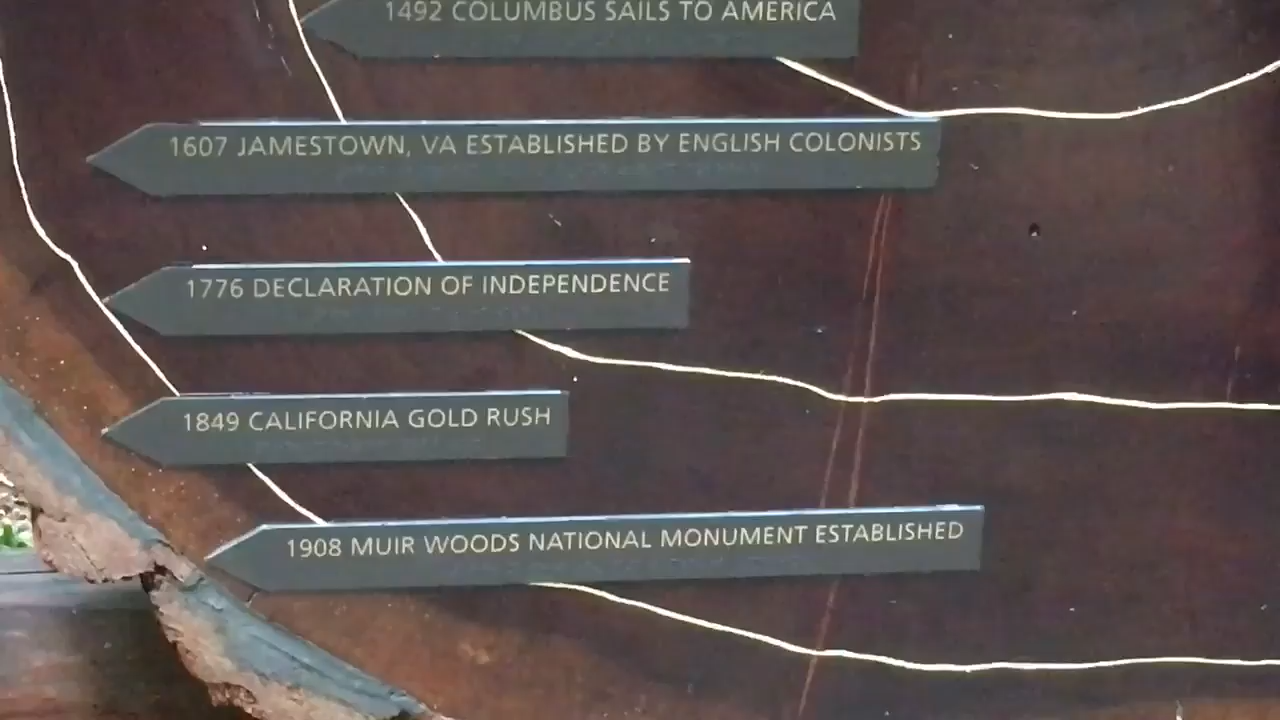 1492 COLUMBUS SAILS TO AMERICA
1607 JAMESTOWN, VA ESTABLISHED BY ENGLISH COLONISTS
1776 DECLARATION OF INDEPENDENCE
1849 CALIFORNIA GOLD RUSH
1908 MUIR WOODS NATIONAL MONUMENT ESTABLISHED